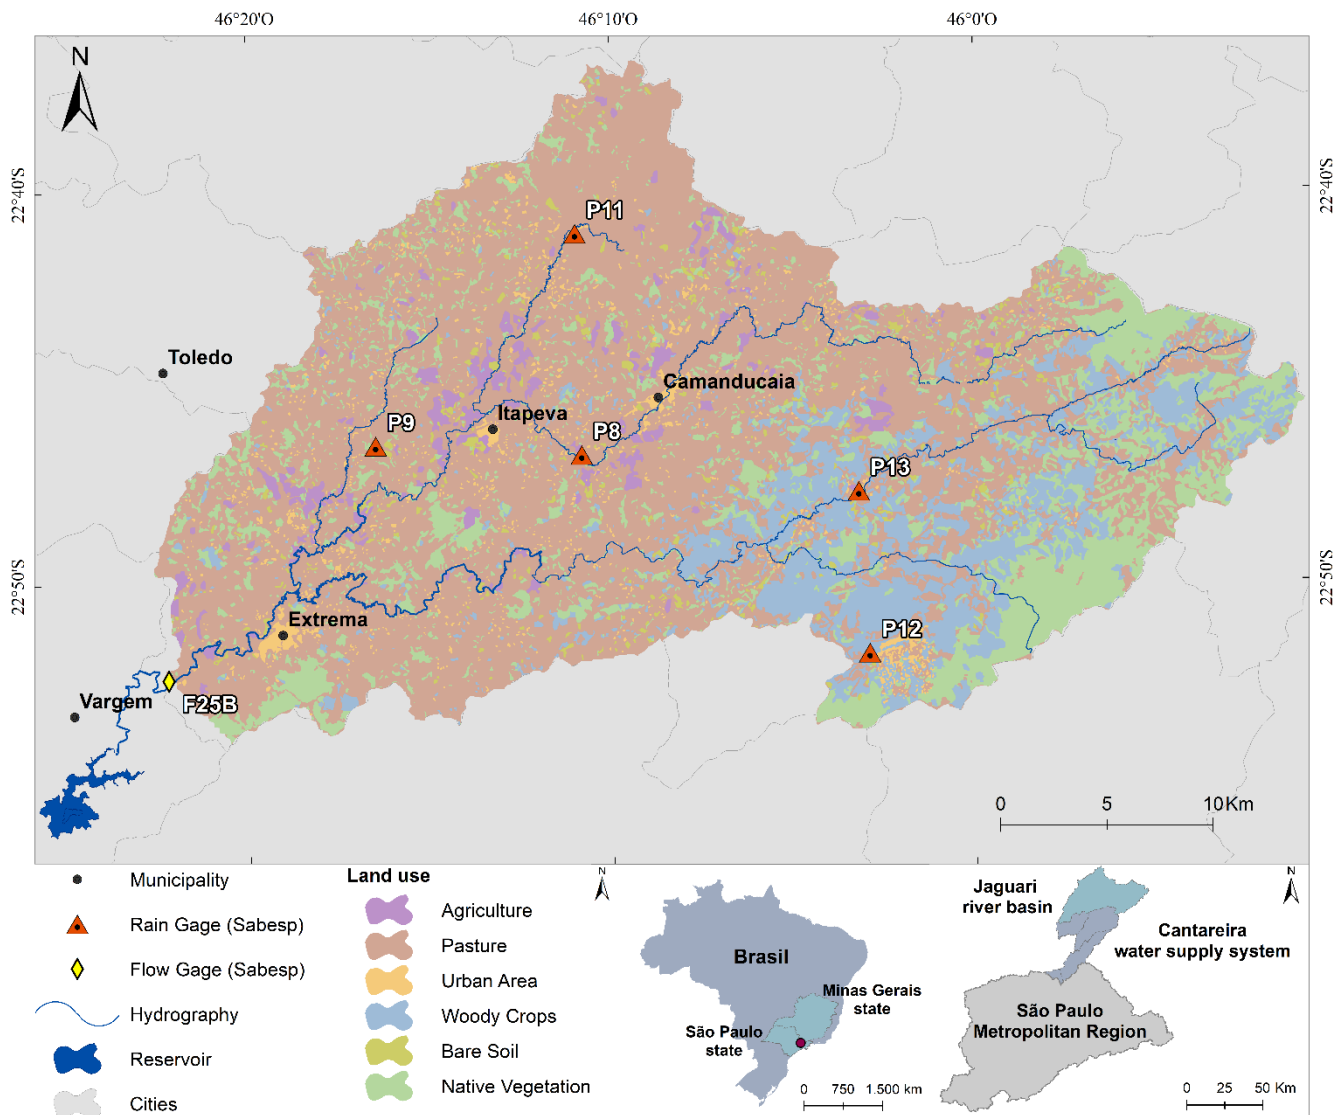 46°20'O
46°10'O
46°0'O
N
22°40'S
22°40'S
P11
Toledo
Camanducaia
P9
Itapeva
P8
P13
22°50'S
22°50'S
Extrema
P12
Vargem
F25B
0 5 10 Km
Municipality
Rain Gage (Sabesp)
Flow Gage (Sabesp)
Hydrography
Reservoir
Cities
Land use
Agriculture
Pasture
Urban Area
Woody Crops
Bare Soil
Native Vegetation
N
Brasil
Minas Gerais
state
São Paulo
state
0 750 1.500 km
N
Jaguari
river basin
Cantareira
water supply system
São Paulo
Metropolitan Region
0 25 50 Km